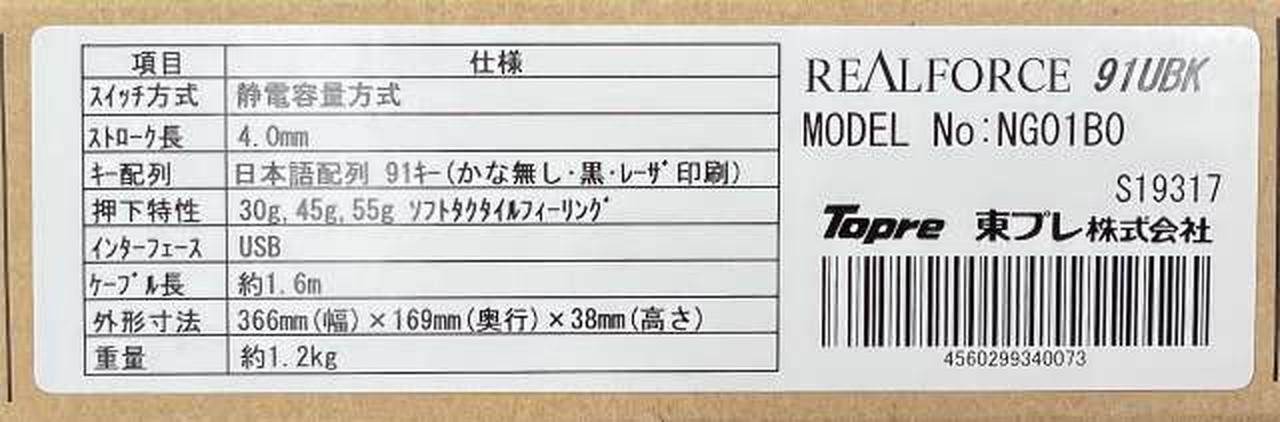 項目 仕様
ｽｲｯﾁ方式 静電容量方式
ｽﾄﾛｰｸ長 4.0mm
ｷｰ配列 日本語配列 91ｷｰ(かな無し・黒・ﾚｰｻﾞ印刷)
押下特性 30g,45g,55g ｿﾌﾄﾀｸﾀｲﾙﾌｨｰﾘﾝｸﾞ
ｲﾝﾀｰﾌｪｰｽ USB
ｹｰﾌﾞﾙ長 約1.6m
外形寸法 366mm(幅)×169mm(奥行)×38mm(高さ)
重量 約1.2kg
REALFORCE 91UBK
MODEL No:NG01B0
S19317
Topre 東プレ株式会社
4560299340073